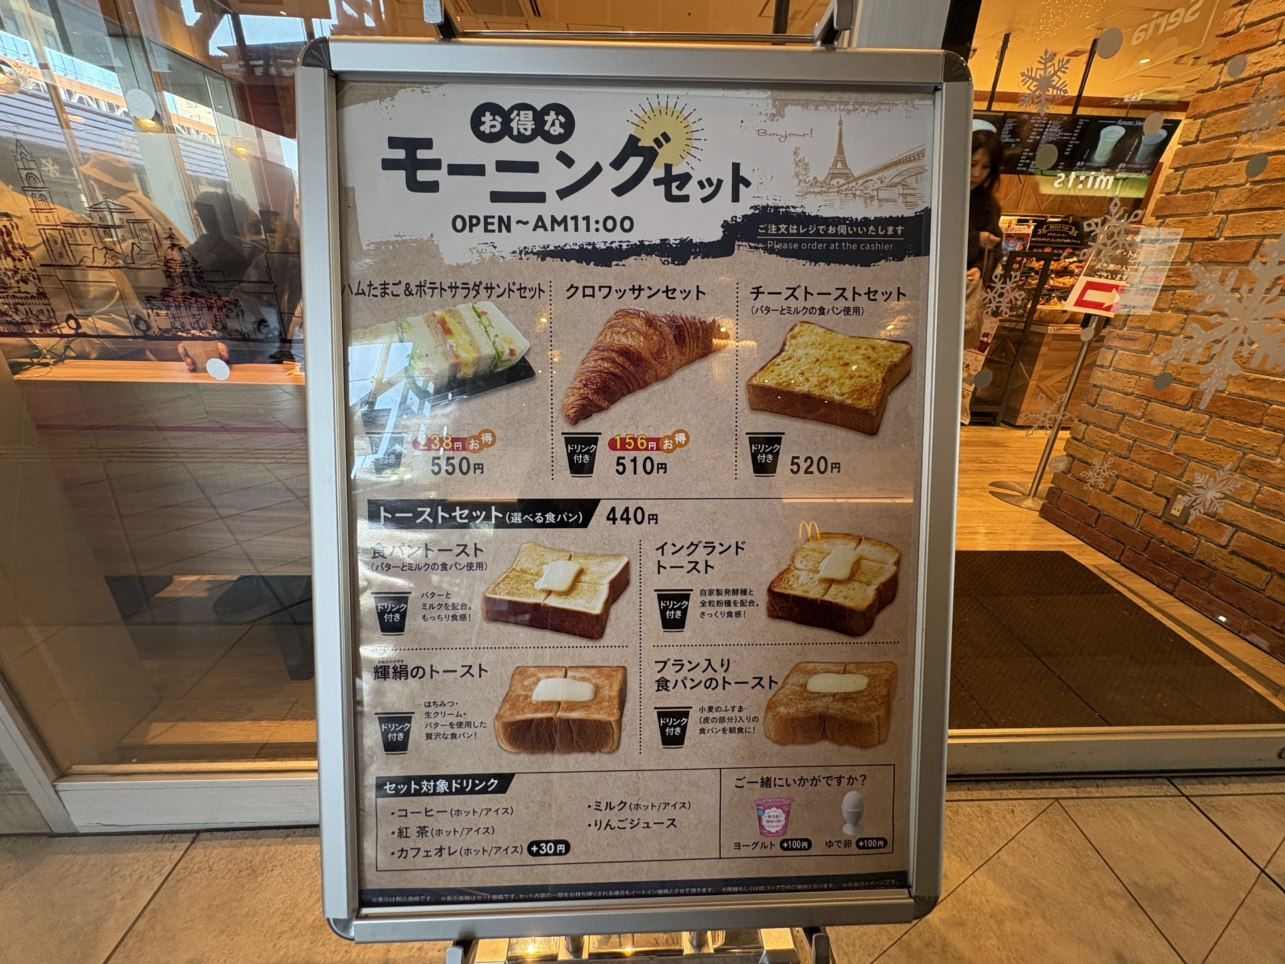 お得な
モーニングセット
OPEN～AM11:00
Bonjour!
ご注文はレジでお伺いいたします
Please order at the cashier
ハムたまご&ポテトサラダサンドセット
238円お得
550円
クロワッサンセット
ドリンク
付き
156円お得
510円
チーズトーストセット
(バターとミルクの食パン使用)
ドリンク
付き
520円
トーストセット(選べる食パン) 440円
食パントースト
(バターとミルクの食パン使用)
ドリンク
付き
バターと
ミルクを配合。
もっちり食感!
イングランド
トースト
ドリンク
付き
自家製発酵種と
全粒粉種を配合。
さっくり食感!
輝絹のトースト
ドリンク
付き
はちみつ・
生クリーム・
バターを使用した
贅沢な食パン!
ブラン入り
食パンのトースト
ドリンク
付き
小麦のふすま
(皮の部分)入りの
食パンを朝食に!
セット対象ドリンク
・コーヒー(ホット/アイス)
・紅茶(ホット/アイス)
・カフェオレ(ホット/アイス) +30円
・ミルク(ホット/アイス)
・りんごジュース
ご一緒にいかがですか?
ヨーグルト +100円
ゆで卵 +100円
Seria